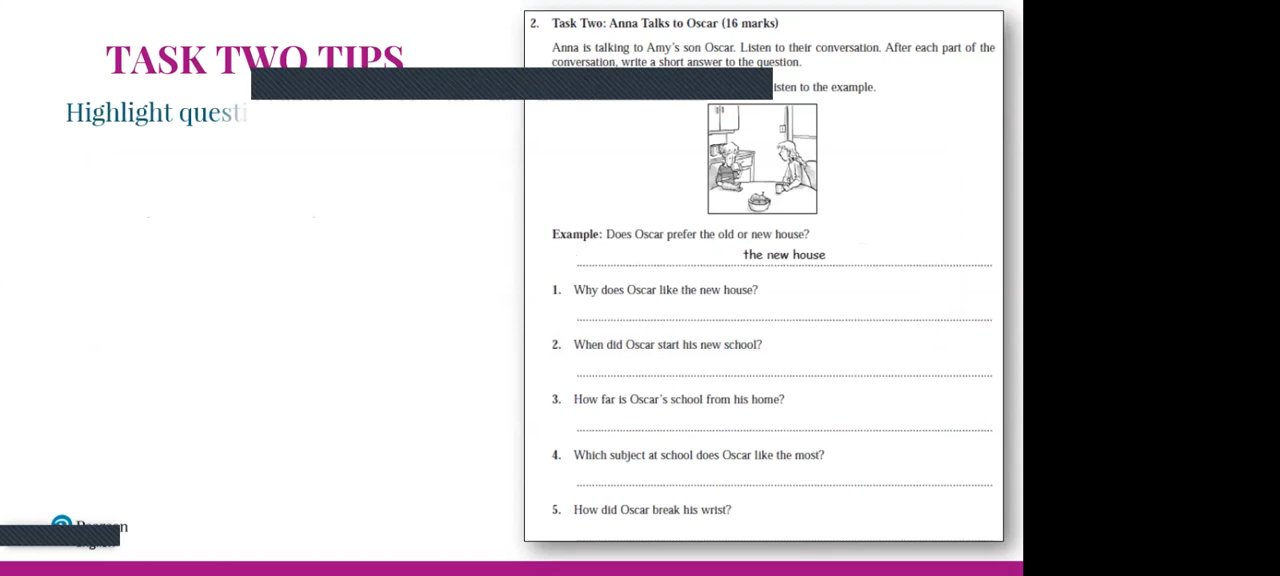 TASK TWO TIPS
Highlight
2. Task Two: Anna Talks to Oscar (16 marks)
Anna is talking to Amy's son Oscar. Listen to their conversation. After each part of the
conversation, write a short answer to the question.
to the example.
Example: Does Oscar prefer the old or new house?
the new house
1. Why does Oscar like the new house?
2. When did Oscar start his new school?
3. How far is Oscar's school from his home?
4. Which subject at school does Oscar like the most?
5. How did Oscar break his wrist?